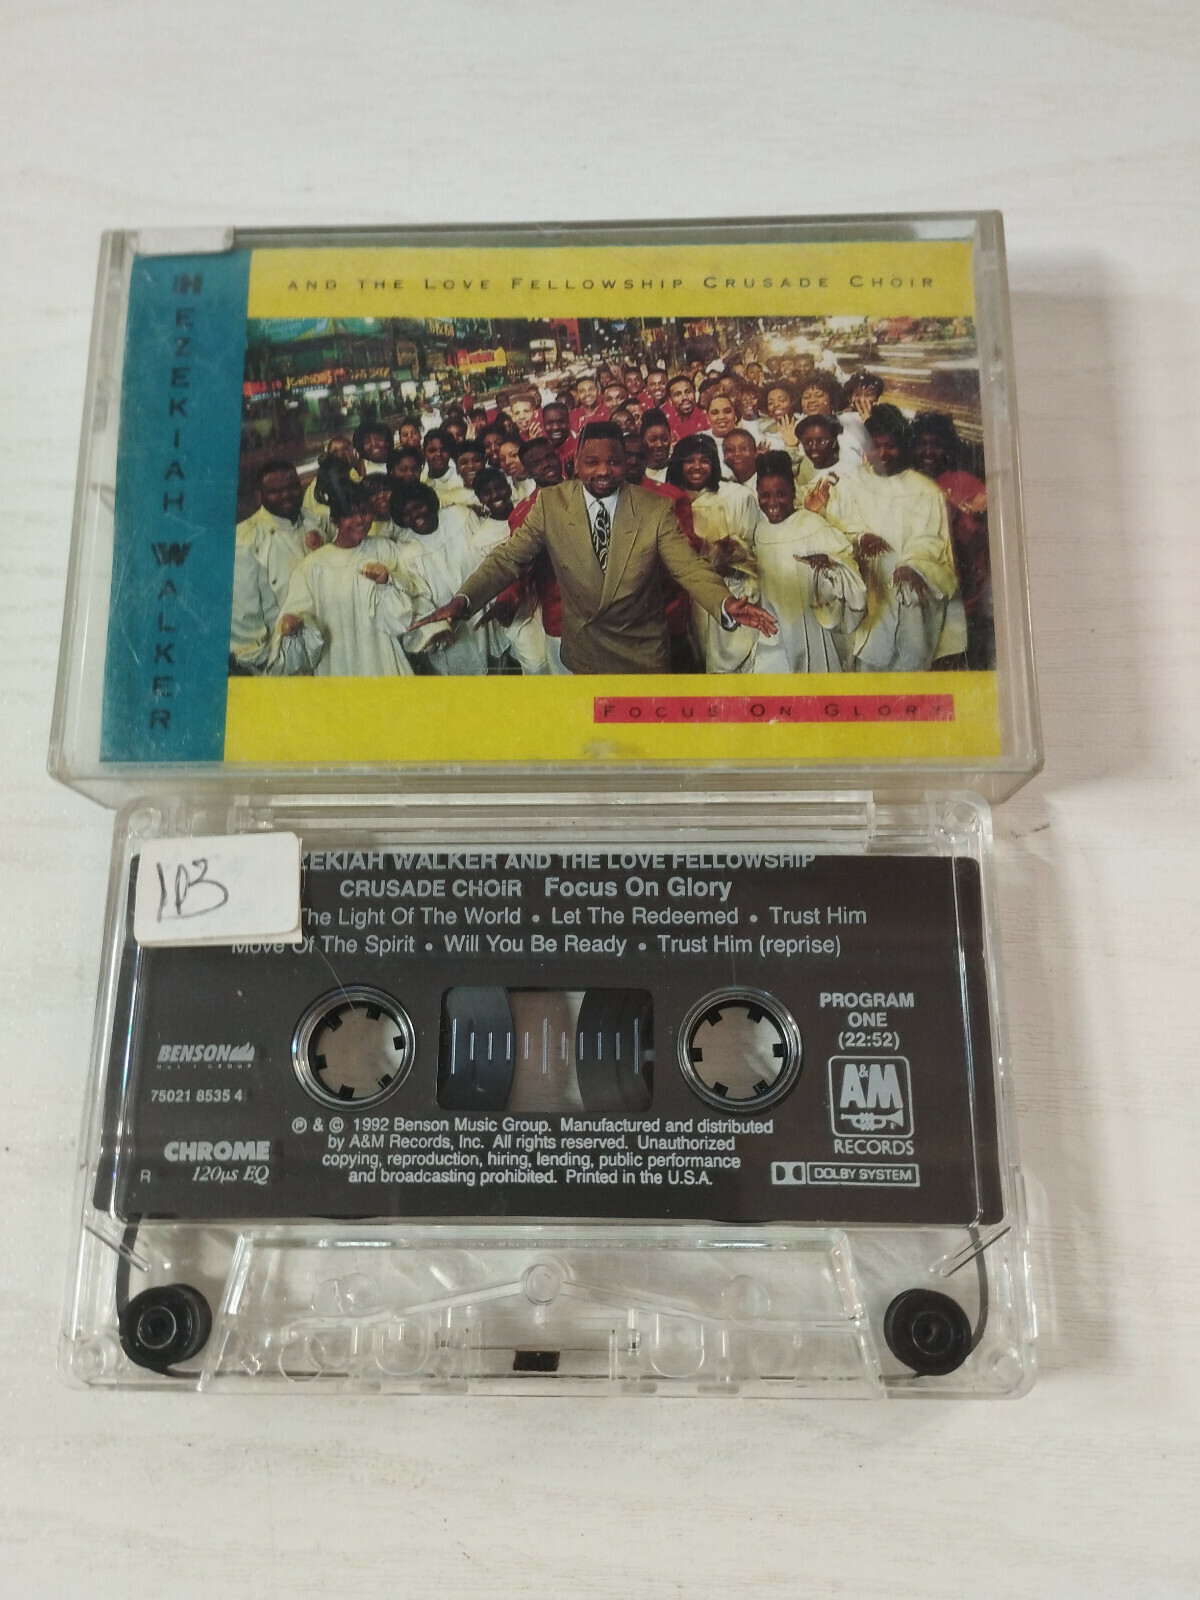 HEZEKIAH WALKER
AND THE LOVE FELLOWSHIP CRUSADE CHOIR
FOCUS ON GLORY
ZEKIAH WALKER AND THE LOVE FELLOWSHIP
CRUSADE CHOIR Focus On Glory
The Light Of The World • Let The Redeemed • Trust Him
Move Of The Spirit • Will You Be Ready • Trust Him (reprise)
PROGRAM
ONE
(22:52)
BENSON
75021 8535 4
A&M
RECORDS
℗ & © 1992 Benson Music Group. Manufactured and distributed
by A&M Records, Inc. All rights reserved. Unauthorized
copying, reproduction, hiring, lending, public performance
and broadcasting prohibited. Printed in the U.S.A.
CHROME
120µs EQ
R
DOLBY SYSTEM